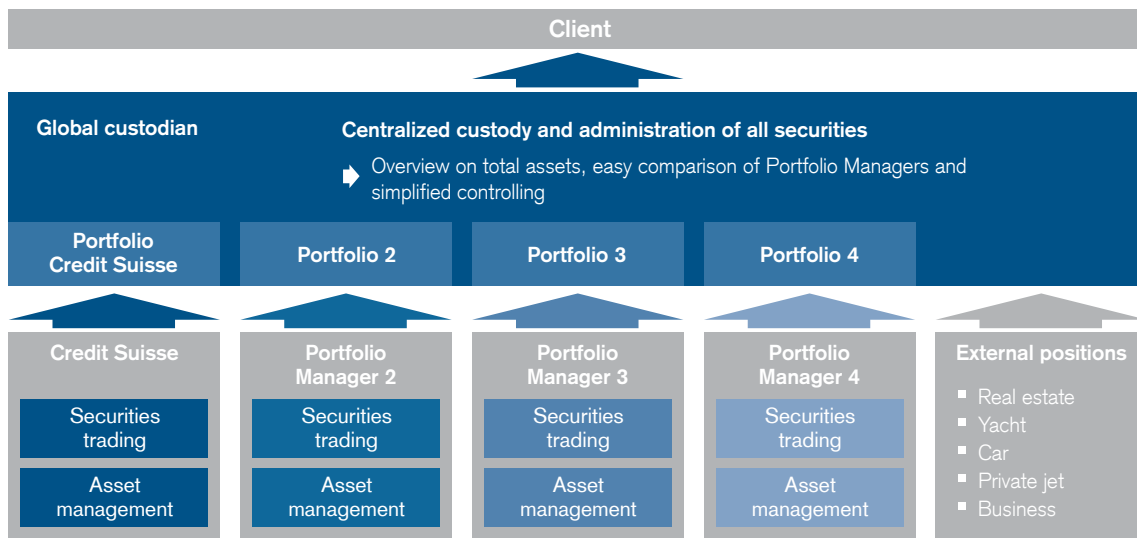 Client
Global custodian
Centralized custody and administration of all securities
Overview on total assets, easy comparison of Portfolio Managers and
simplified controlling
Portfolio
Credit Suisse
Portfolio 2
Portfolio 3
Portfolio 4
Credit Suisse
Securities
trading
Asset
management
Portfolio
Manager 2
Securities
trading
Asset
management
Portfolio
Manager 3
Securities
trading
Asset
management
Portfolio
Manager 4
Securities
trading
Asset
management
External positions
Real estate
Yacht
Car
Private jet
Business